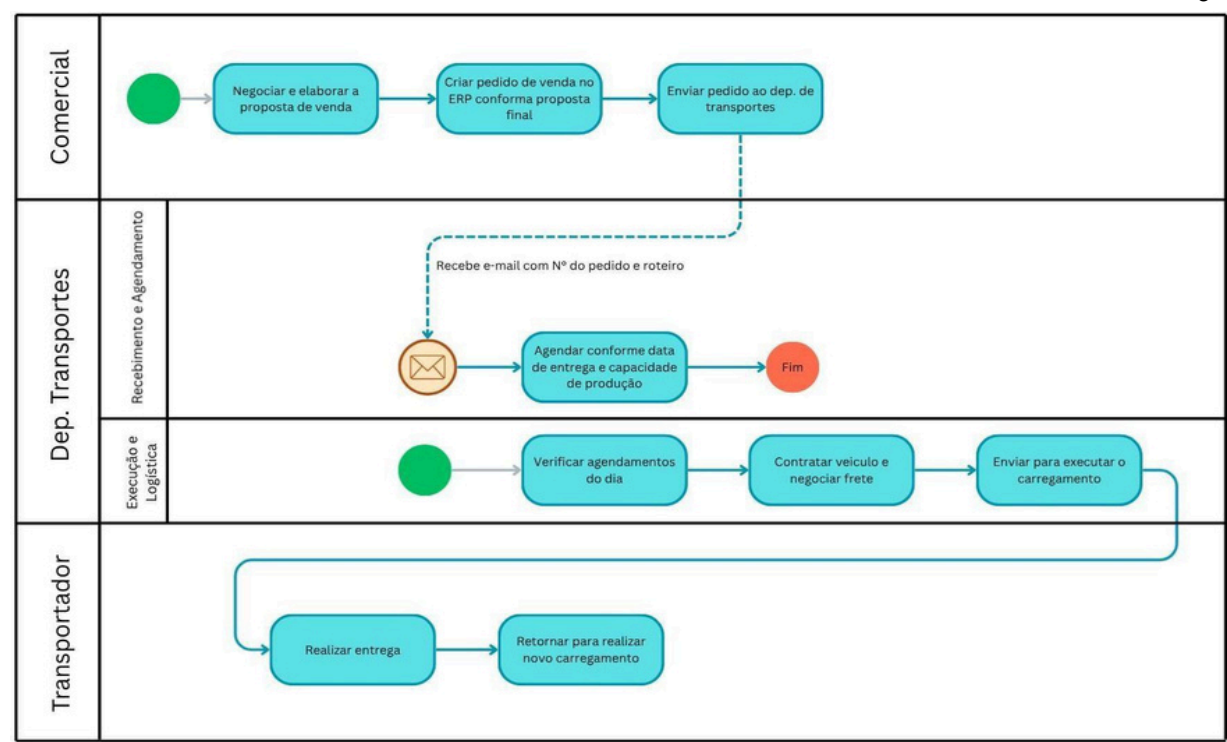 Comercial
Negociar e elaborar a
proposta de venda
Criar pedido de venda no
ERP conforma proposta
final
Enviar pedido ao dep. de
transportes
Dep. Transportes
Recebimento e Agendamento
Recebe e-mail com N° do pedido e roteiro
Agendar conforme data
de entrega e capacidade
de produção
Fim
Execução e
Logística
Verificar agendamentos
do dia
Contratar veiculo e
negociar frete
Enviar para executar o
carregamento
Transportador
Realizar entrega
Retornar para realizar
novo carregamento